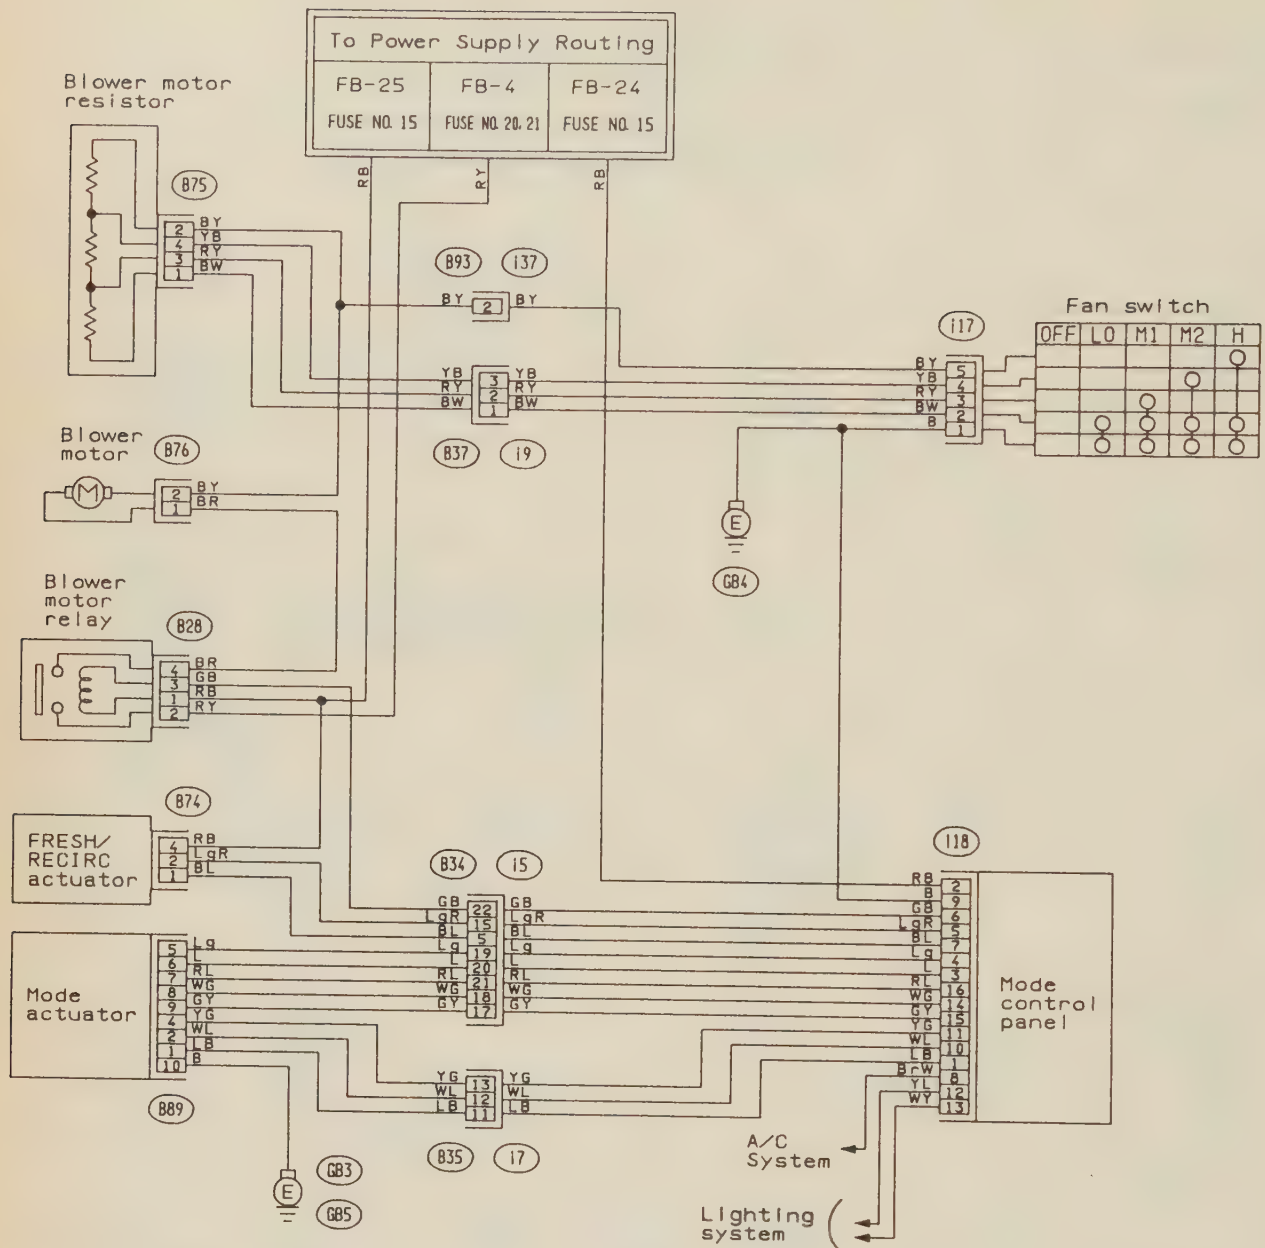 To Power Supply Routing
FB-25 FB-4 FB-24
FUSE NO. 15 FUSE NO. 20, 21 FUSE NO. 15
RB RY RB
Blower motor
resistor
B75
2 BY
4 YB
3 RY
1 BW
B93 i37
BY 2 BY
YB 3 YB
RY 2 RY
BW 1 BW
B37 i9
Fan switch
OFF LO M1 M2 H
i17
BY 5
YB 4
RY 3
BW 2
B 1
E
GB4
Blower
motor
B76
M
2 BY
1 BR
Blower
motor
relay
B28
4 BR
3 GB
1 RB
2 RY
B74
FRESH/
RECIRC
actuator
4 RB
2 LgR
1 BL
B34 i5
GB 22 GB
LgR 15 LgR
BL 5 BL
Lg 19 Lg
L 20 L
RL 21 RL
WG 18 WG
GY 17 GY
Mode
actuator
5 Lg
6 L
7 RL
8 WG
9 GY
4 YG
2 WL
1 LB
10 B
B89
YG 13 YG
WL 12 WL
LB 11 LB
B35 i7
GB3
E
GB5
i18
RB 2
B 9
GB 6
LgR 5
BL 7
Lg 4
L 3
RL 16
WG 14
GY 15
YG 11
WL 10
LB 1
BrW 8
YL 12
WY 13
Mode
control
panel
A/C
System
Lighting
system